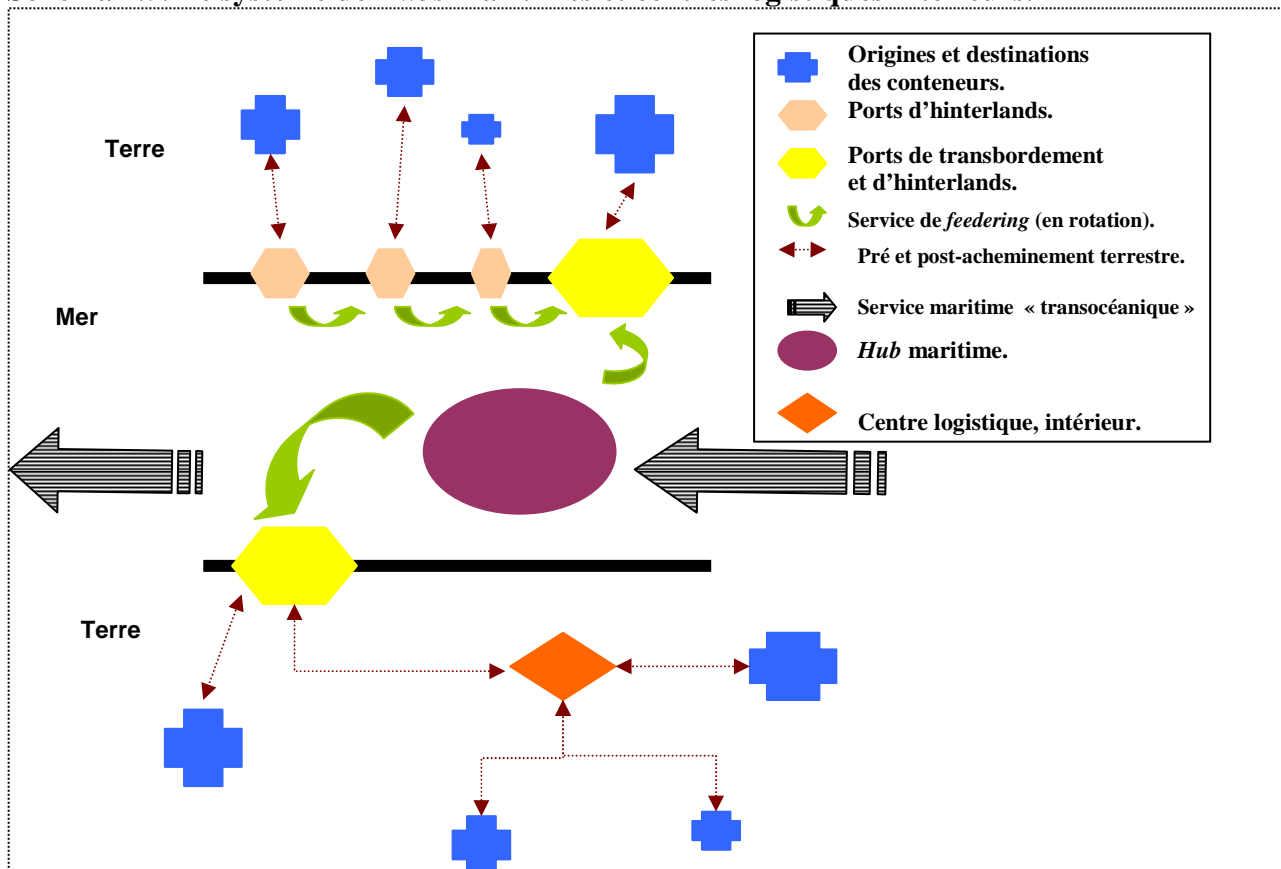 Origines et destinations
des conteneurs.
Ports d'hinterlands.
Ports de transbordement
et d'hinterlands.
Service de feedering (en rotation).
Pré et post-acheminement terrestre.
Service maritime « transocéanique »
Hub maritime.
Centre logistique, intérieur.
Terre
Mer
Terre